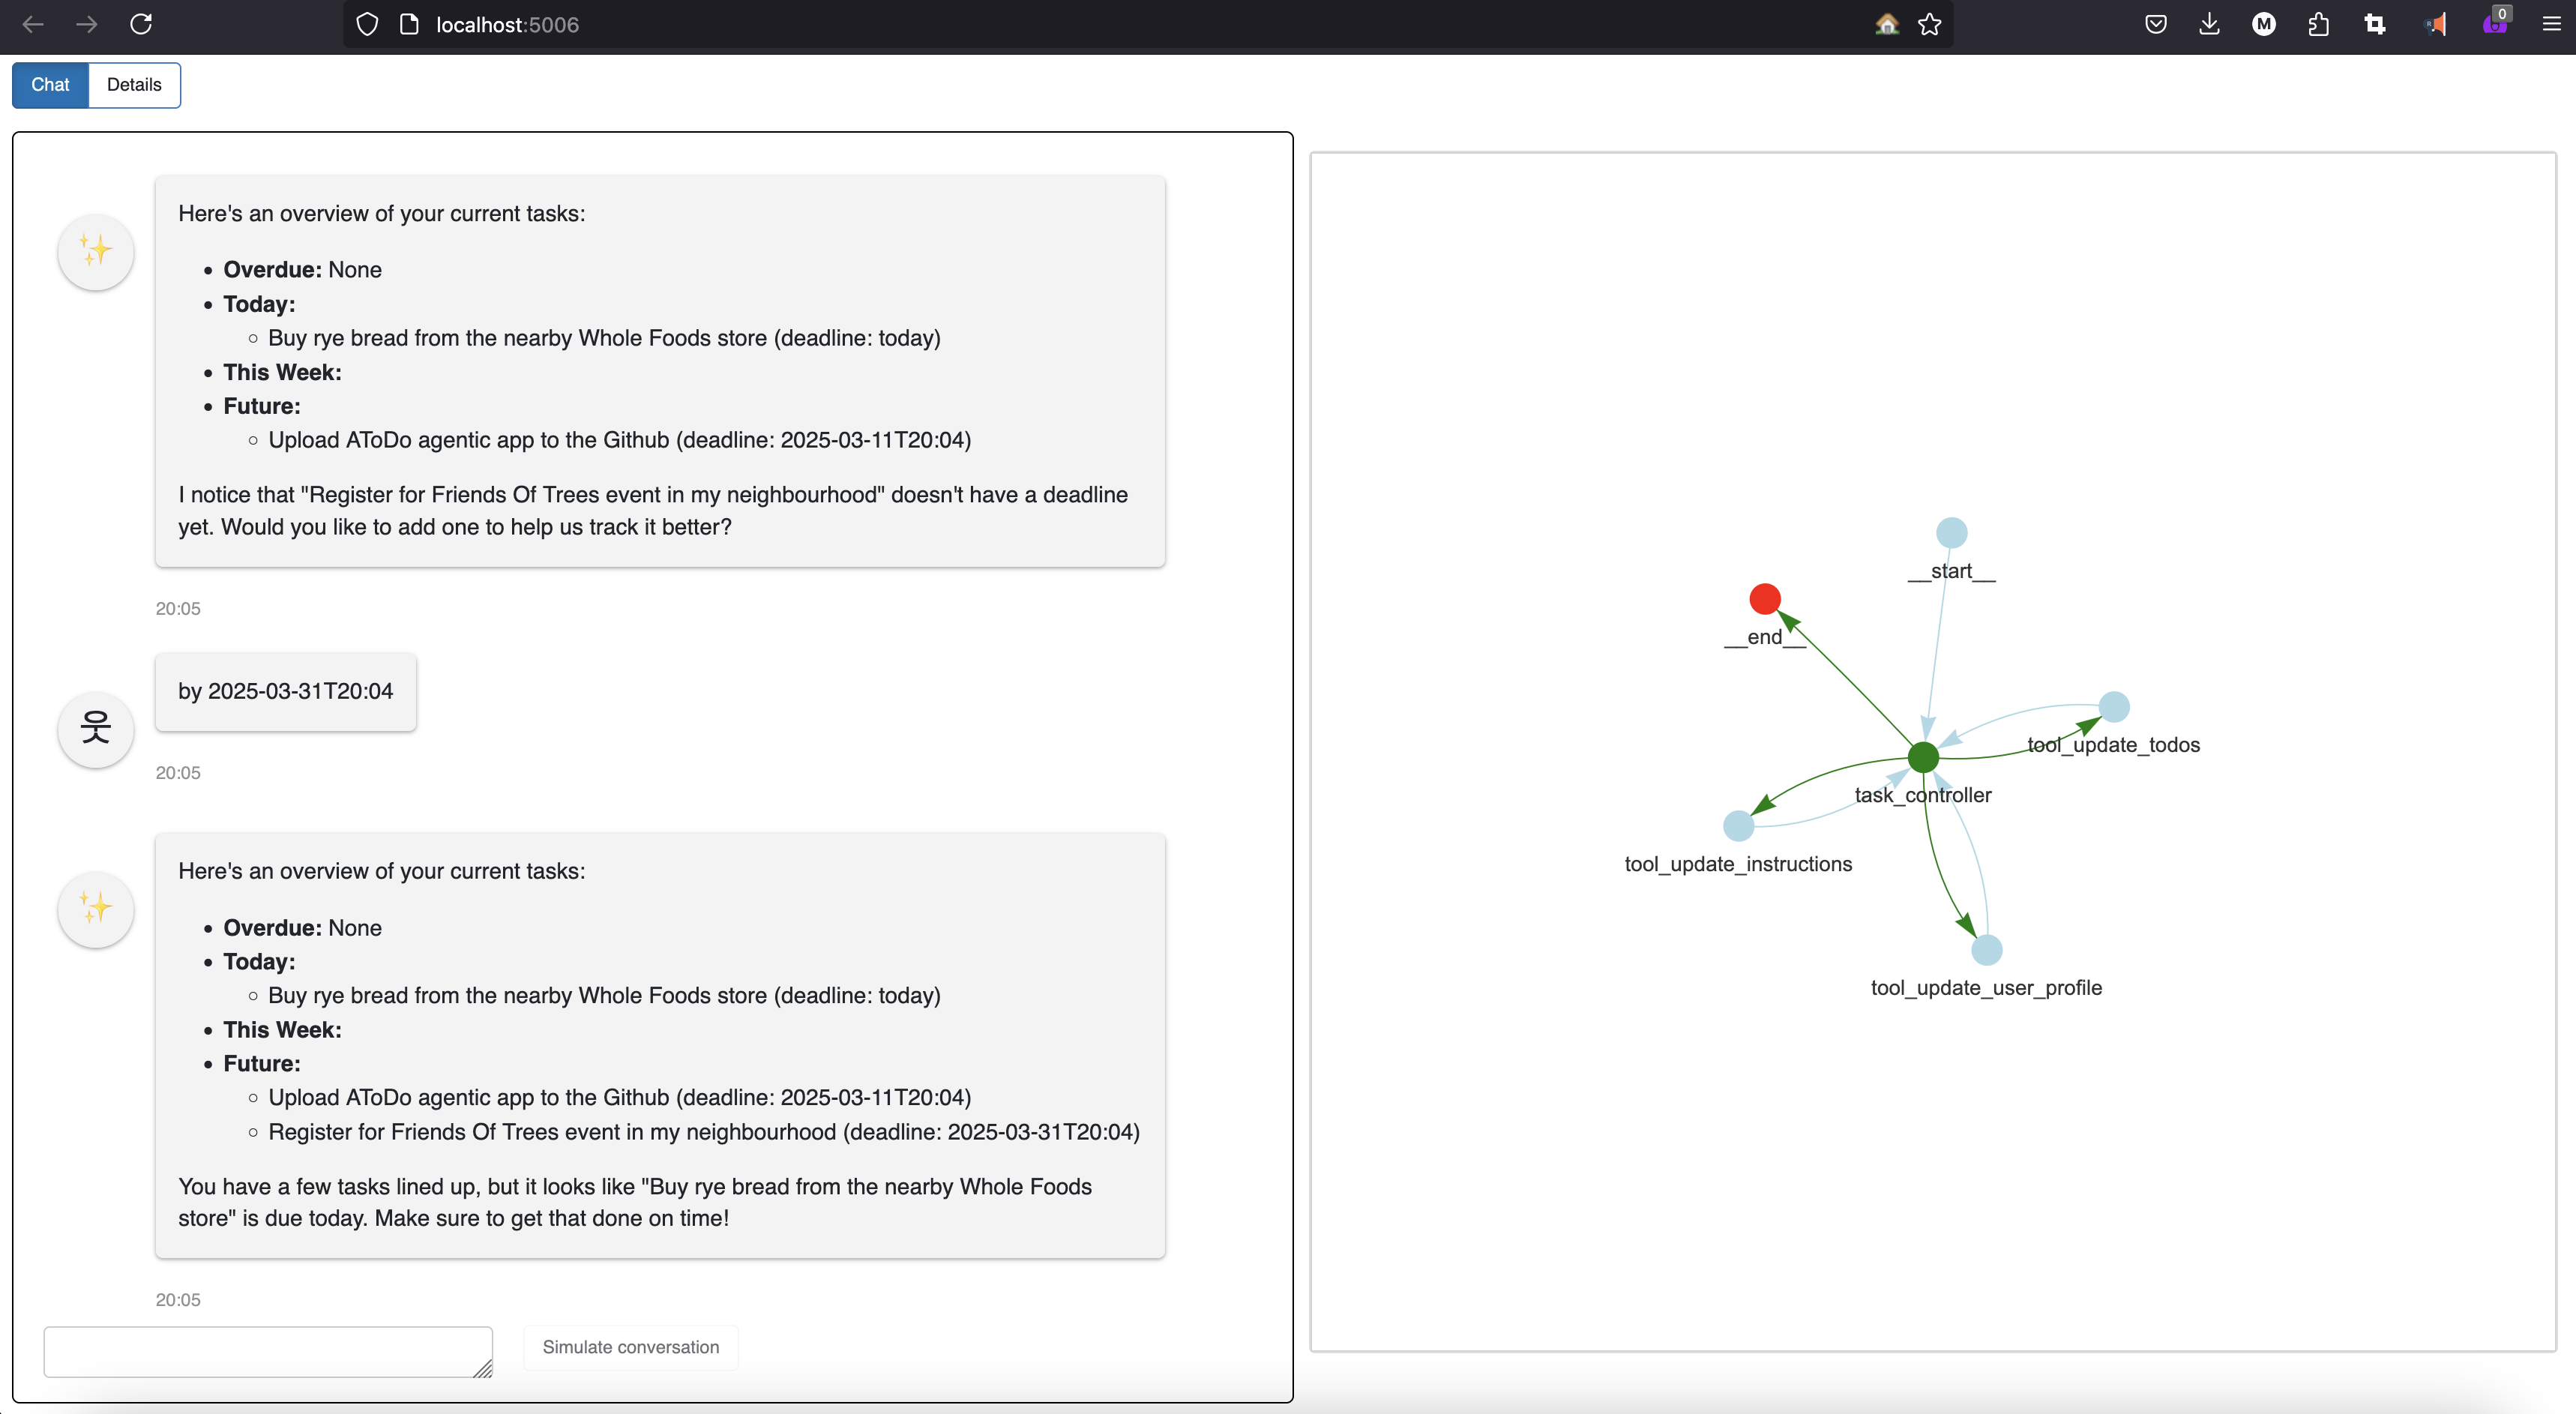 localhost:5006
0
Chat
Details
Here's an overview of your current tasks:
• Overdue: None
• Today:
◦ Buy rye bread from the nearby Whole Foods store (deadline: today)
• This Week:
• Future:
◦ Upload AToDo agentic app to the Github (deadline: 2025-03-11T20:04)
I notice that "Register for Friends Of Trees event in my neighbourhood" doesn't have a deadline
yet. Would you like to add one to help us track it better?
20:05
웃
by 2025-03-31T20:04
20:05
Here's an overview of your current tasks:
• Overdue: None
• Today:
◦ Buy rye bread from the nearby Whole Foods store (deadline: today)
• This Week:
• Future:
◦ Upload AToDo agentic app to the Github (deadline: 2025-03-11T20:04)
◦ Register for Friends Of Trees event in my neighbourhood (deadline: 2025-03-31T20:04)
You have a few tasks lined up, but it looks like "Buy rye bread from the nearby Whole Foods
store" is due today. Make sure to get that done on time!
20:05
Simulate conversation
__start__
__end__
tool_update_todos
task_controller
tool_update_instructions
tool_update_user_profile